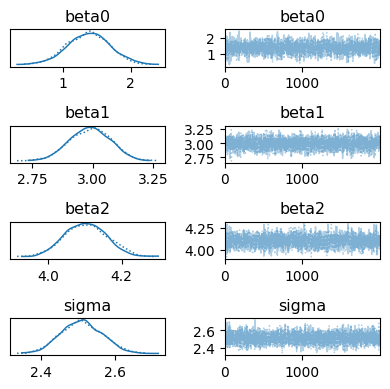 beta0 beta0
2
1
1 2 0 1000
beta1 beta1
3.25
3.00
2.75
2.75 3.00 3.25 0 1000
beta2 beta2
4.25
4.00
4.0 4.2 0 1000
sigma sigma
2.6
2.4
2.4 2.6 0 1000